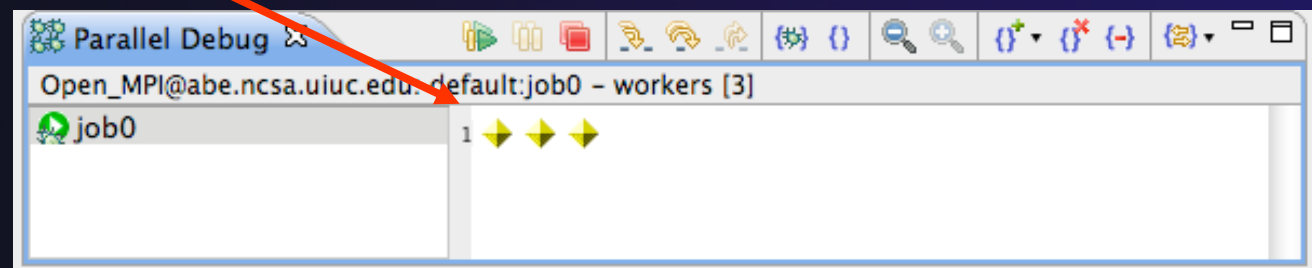 Parallel Debug
Open_MPI@abe.ncsa.uiuc.edu: default:job0 – workers [3]
job0
1